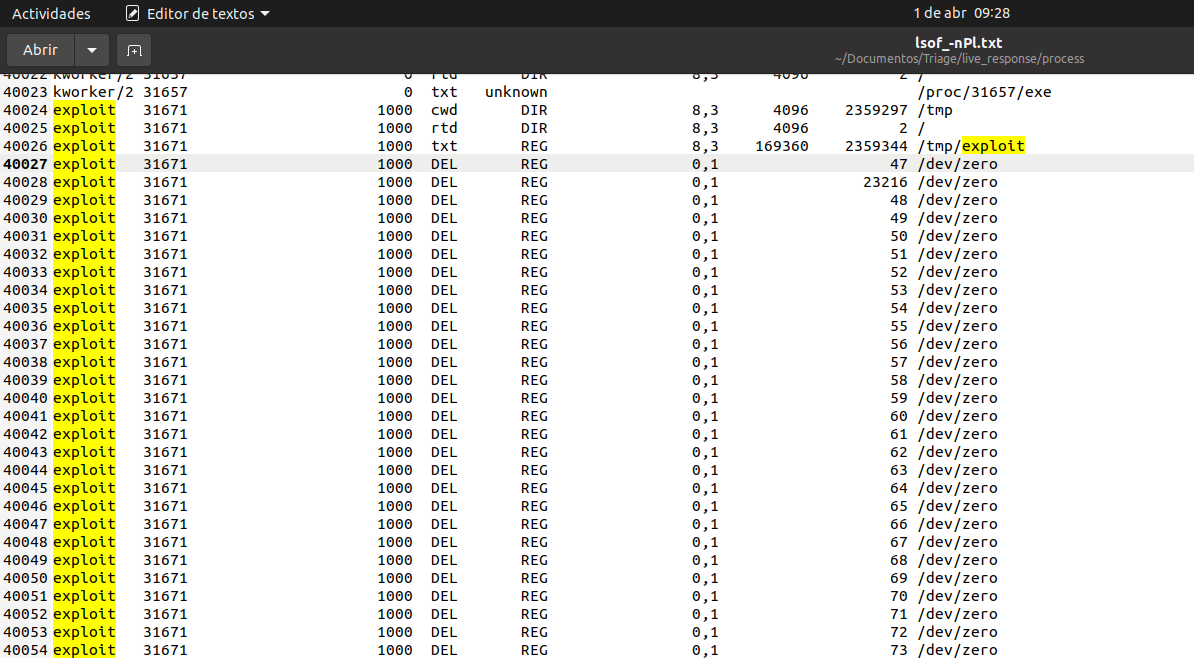 Actividades Editor de textos 1 de abr 09:28
Abrir lsof_-nPl.txt
~/Documentos/Triage/live_response/process
40022 kworker/2 31657 0 rtd DIR 8,3 4096 2 /
40023 kworker/2 31657 0 txt unknown /proc/31657/exe
40024 exploit 31671 1000 cwd DIR 8,3 4096 2359297 /tmp
40025 exploit 31671 1000 rtd DIR 8,3 4096 2 /
40026 exploit 31671 1000 txt REG 8,3 169360 2359344 /tmp/exploit
40027 exploit 31671 1000 DEL REG 0,1 47 /dev/zero
40028 exploit 31671 1000 DEL REG 0,1 23216 /dev/zero
40029 exploit 31671 1000 DEL REG 0,1 48 /dev/zero
40030 exploit 31671 1000 DEL REG 0,1 49 /dev/zero
40031 exploit 31671 1000 DEL REG 0,1 50 /dev/zero
40032 exploit 31671 1000 DEL REG 0,1 51 /dev/zero
40033 exploit 31671 1000 DEL REG 0,1 52 /dev/zero
40034 exploit 31671 1000 DEL REG 0,1 53 /dev/zero
40035 exploit 31671 1000 DEL REG 0,1 54 /dev/zero
40036 exploit 31671 1000 DEL REG 0,1 55 /dev/zero
40037 exploit 31671 1000 DEL REG 0,1 56 /dev/zero
40038 exploit 31671 1000 DEL REG 0,1 57 /dev/zero
40039 exploit 31671 1000 DEL REG 0,1 58 /dev/zero
40040 exploit 31671 1000 DEL REG 0,1 59 /dev/zero
40041 exploit 31671 1000 DEL REG 0,1 60 /dev/zero
40042 exploit 31671 1000 DEL REG 0,1 61 /dev/zero
40043 exploit 31671 1000 DEL REG 0,1 62 /dev/zero
40044 exploit 31671 1000 DEL REG 0,1 63 /dev/zero
40045 exploit 31671 1000 DEL REG 0,1 64 /dev/zero
40046 exploit 31671 1000 DEL REG 0,1 65 /dev/zero
40047 exploit 31671 1000 DEL REG 0,1 66 /dev/zero
40048 exploit 31671 1000 DEL REG 0,1 67 /dev/zero
40049 exploit 31671 1000 DEL REG 0,1 68 /dev/zero
40050 exploit 31671 1000 DEL REG 0,1 69 /dev/zero
40051 exploit 31671 1000 DEL REG 0,1 70 /dev/zero
40052 exploit 31671 1000 DEL REG 0,1 71 /dev/zero
40053 exploit 31671 1000 DEL REG 0,1 72 /dev/zero
40054 exploit 31671 1000 DEL REG 0,1 73 /dev/zero